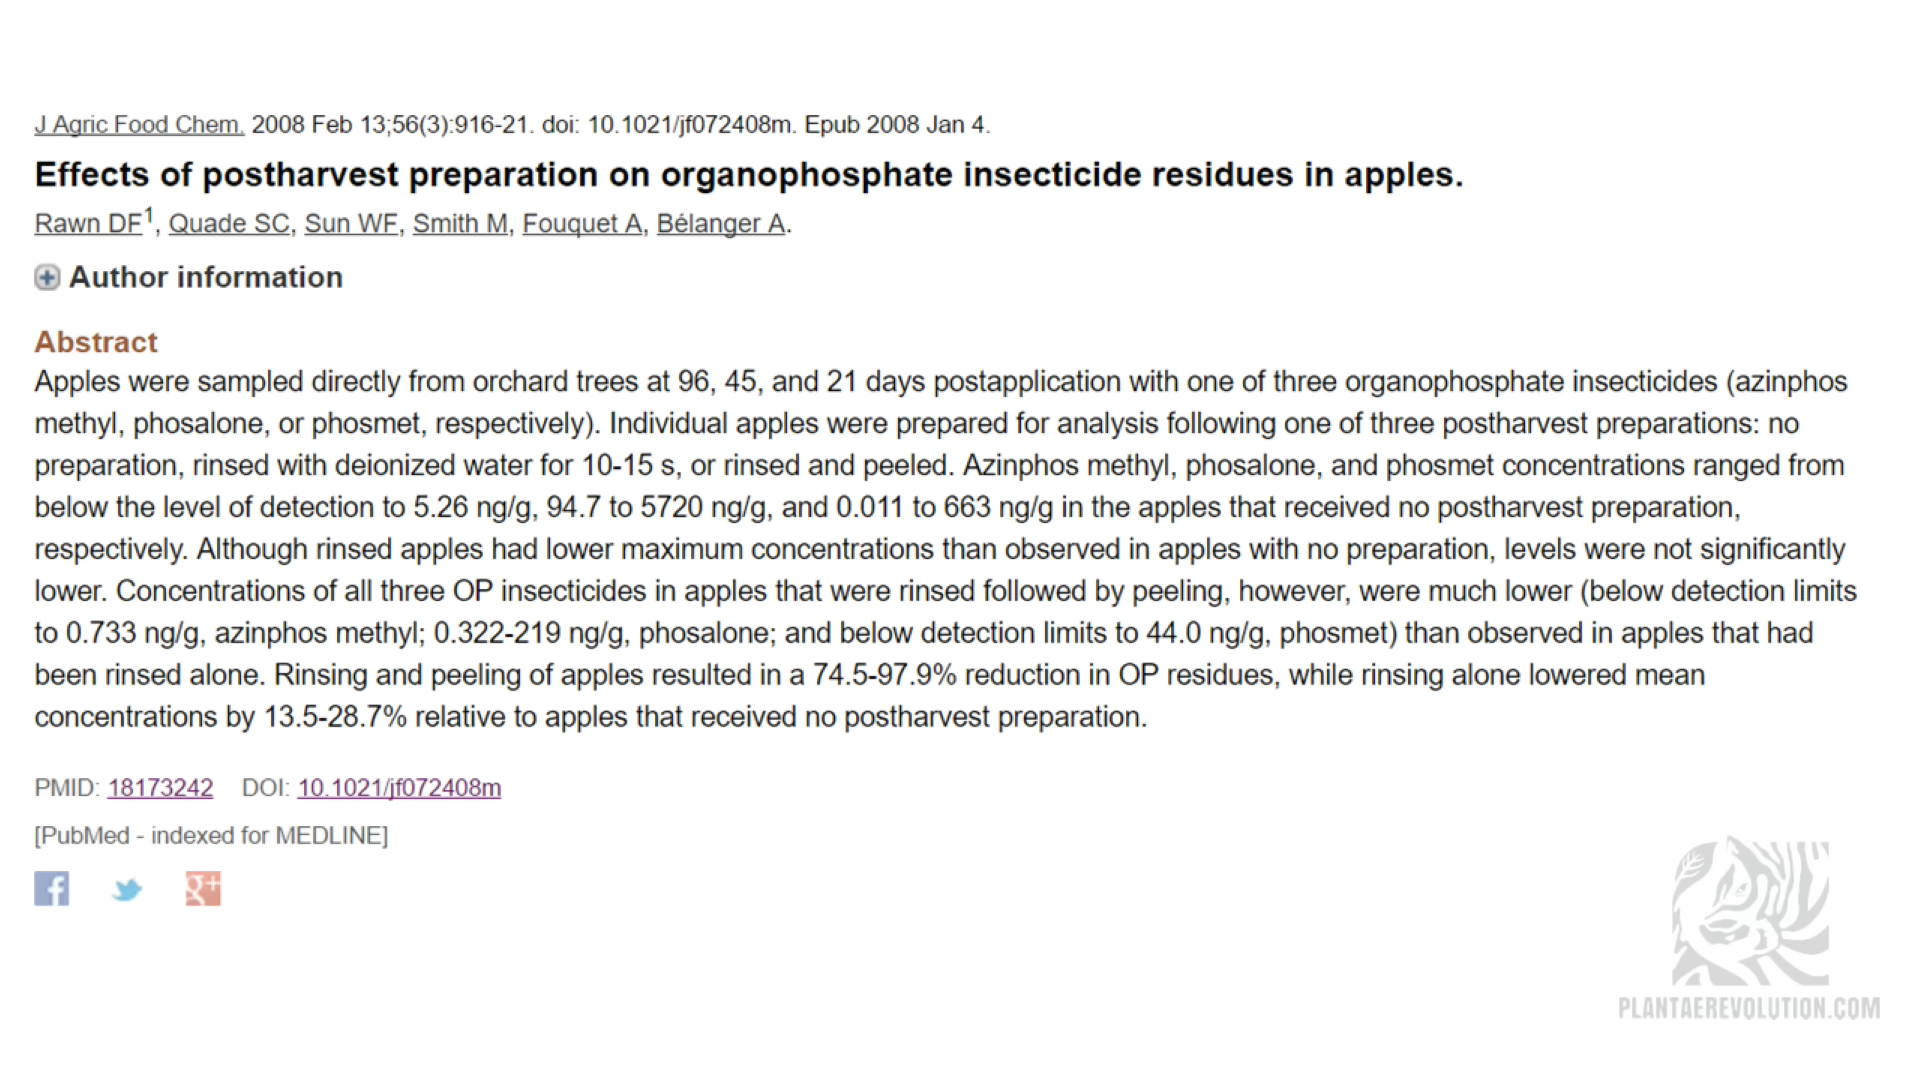 J Agric Food Chem. 2008 Feb 13;56(3):916-21. doi: 10.1021/jf072408m. Epub 2008 Jan 4.
Effects of postharvest preparation on organophosphate insecticide residues in apples.
Rawn DF1, Quade SC, Sun WF, Smith M, Fouquet A, Bélanger A.
Author information
Abstract
Apples were sampled directly from orchard trees at 96, 45, and 21 days postapplication with one of three organophosphate insecticides (azinphos
methyl, phosalone, or phosmet, respectively). Individual apples were prepared for analysis following one of three postharvest preparations: no
preparation, rinsed with deionized water for 10-15 s, or rinsed and peeled. Azinphos methyl, phosalone, and phosmet concentrations ranged from
below the level of detection to 5.26 ng/g, 94.7 to 5720 ng/g, and 0.011 to 663 ng/g in the apples that received no postharvest preparation,
respectively. Although rinsed apples had lower maximum concentrations than observed in apples with no preparation, levels were not significantly
lower. Concentrations of all three OP insecticides in apples that were rinsed followed by peeling, however, were much lower (below detection limits
to 0.733 ng/g, azinphos methyl; 0.322-219 ng/g, phosalone; and below detection limits to 44.0 ng/g, phosmet) than observed in apples that had
been rinsed alone. Rinsing and peeling of apples resulted in a 74.5-97.9% reduction in OP residues, while rinsing alone lowered mean
concentrations by 13.5-28.7% relative to apples that received no postharvest preparation.
PMID: 18173242 DOI: 10.1021/jf072408m
[PubMed - indexed for MEDLINE]
f g+
PLANTAEREVOLUTION.COM